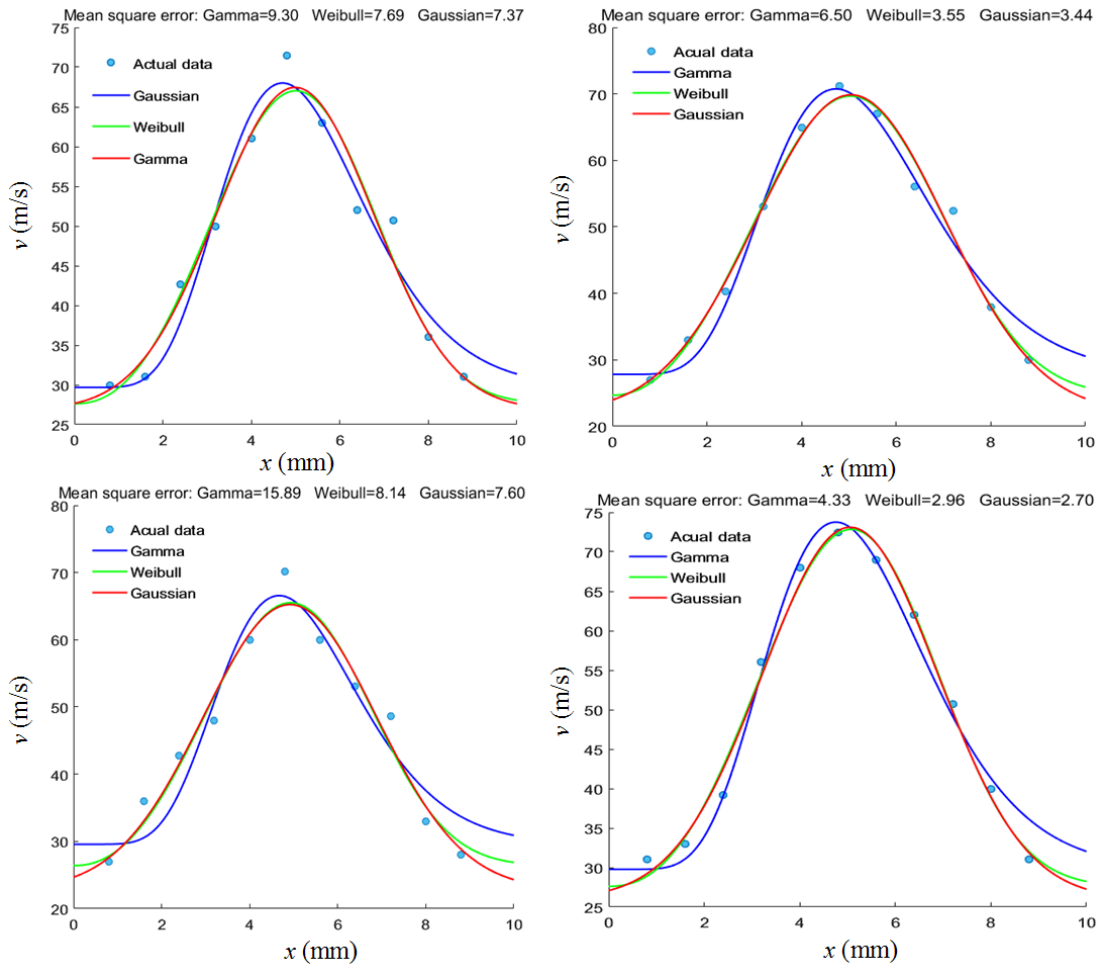 Mean square error: Gamma=9.30 Weibull=7.69 Gaussian=7.37
75
70
65
60
55
50
45
40
35
30
25
0 2 4 6 8 10
Actual data
Gaussian
Weibull
Gamma
v (m/s)
x (mm)
Mean square error: Gamma=6.50 Weibull=3.55 Gaussian=3.44
80
70
60
50
40
30
20
0 2 4 6 8 10
Acual data
Gamma
Weibull
Gaussian
v (m/s)
x (mm)
Mean square error: Gamma=15.89 Weibull=8.14 Gaussian=7.60
80
70
60
50
40
30
20
0 2 4 6 8 10
Acual data
Gamma
Weibull
Gaussian
v (m/s)
x (mm)
Mean square error: Gamma=4.33 Weibull=2.96 Gaussian=2.70
75
70
65
60
55
50
45
40
35
30
25
0 2 4 6 8 10
Acual data
Gamma
Weibull
Gaussian
v (m/s)
x (mm)